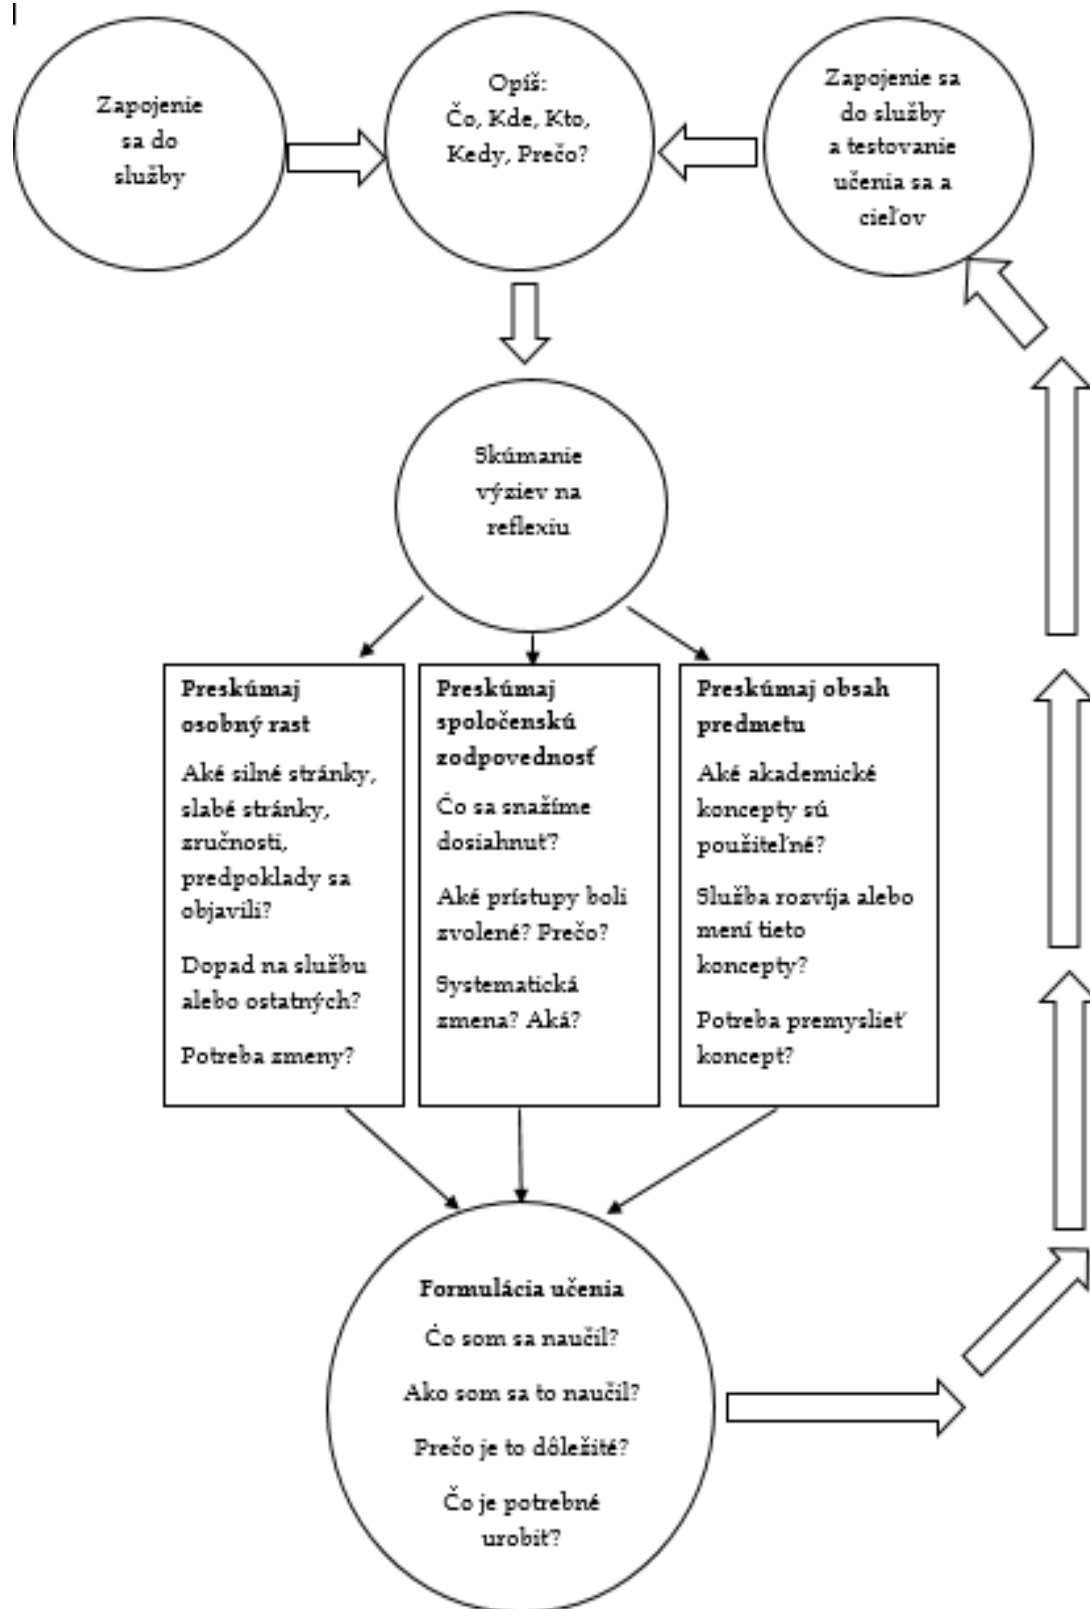 Zapojenie
sa do
služby
Opíš:
Čo, Kde, Kto,
Kedy, Prečo?
Zapojenie sa
do služby
a testovanie
učenia sa a
cieľov
Skúmanie
výziev na
reflexiu
Preskúmaj
osobný rast
Aké silné stránky,
slabé stránky,
zručnosti,
predpoklady sa
objavili?
Dopad na službu
alebo ostatných?
Potreba zmeny?
Preskúmaj
spoločenskú
zodpovednosť
Čo sa snažíme
dosiahnuť?
Aké prístupy boli
zvolené? Prečo?
Systematická
zmena? Aká?
Preskúmaj obsah
predmetu
Aké akademické
koncepty sú
použiteľné?
Služba rozvíja alebo
mení tieto
koncepty?
Potreba premyslieť
koncept?
Formulácia učenia
Čo som sa naučil?
Ako som sa to naučil?
Prečo je to dôležité?
Čo je potrebné
urobiť?